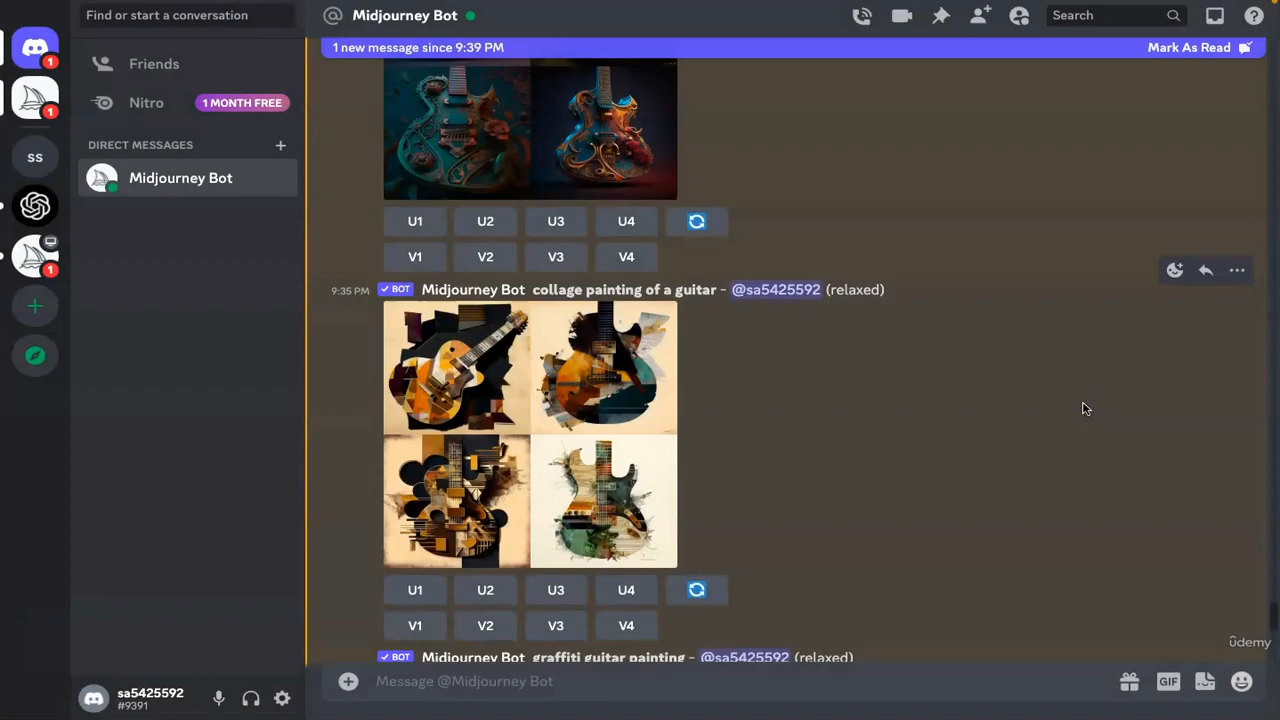 Find or start a conversation
Midjourney Bot
Search
1 new message since 9:39 PM
Mark As Read
1
1
SS
1
Friends
Nitro
1 MONTH FREE
DIRECT MESSAGES
Midjourney Bot
U1 U2 U3 U4
V1 V2 V3 V4
9:35 PM BOT Midjourney Bot collage painting of a guitar - @sa5425592 (relaxed)
U1 U2 U3 U4
V1 V2 V3 V4
BOT Midjourney Bot graffiti guitar painting - @sa5425592 (relaxed)
Message @Midjourney Bot
GIF
sa5425592
#9391
ûdemy